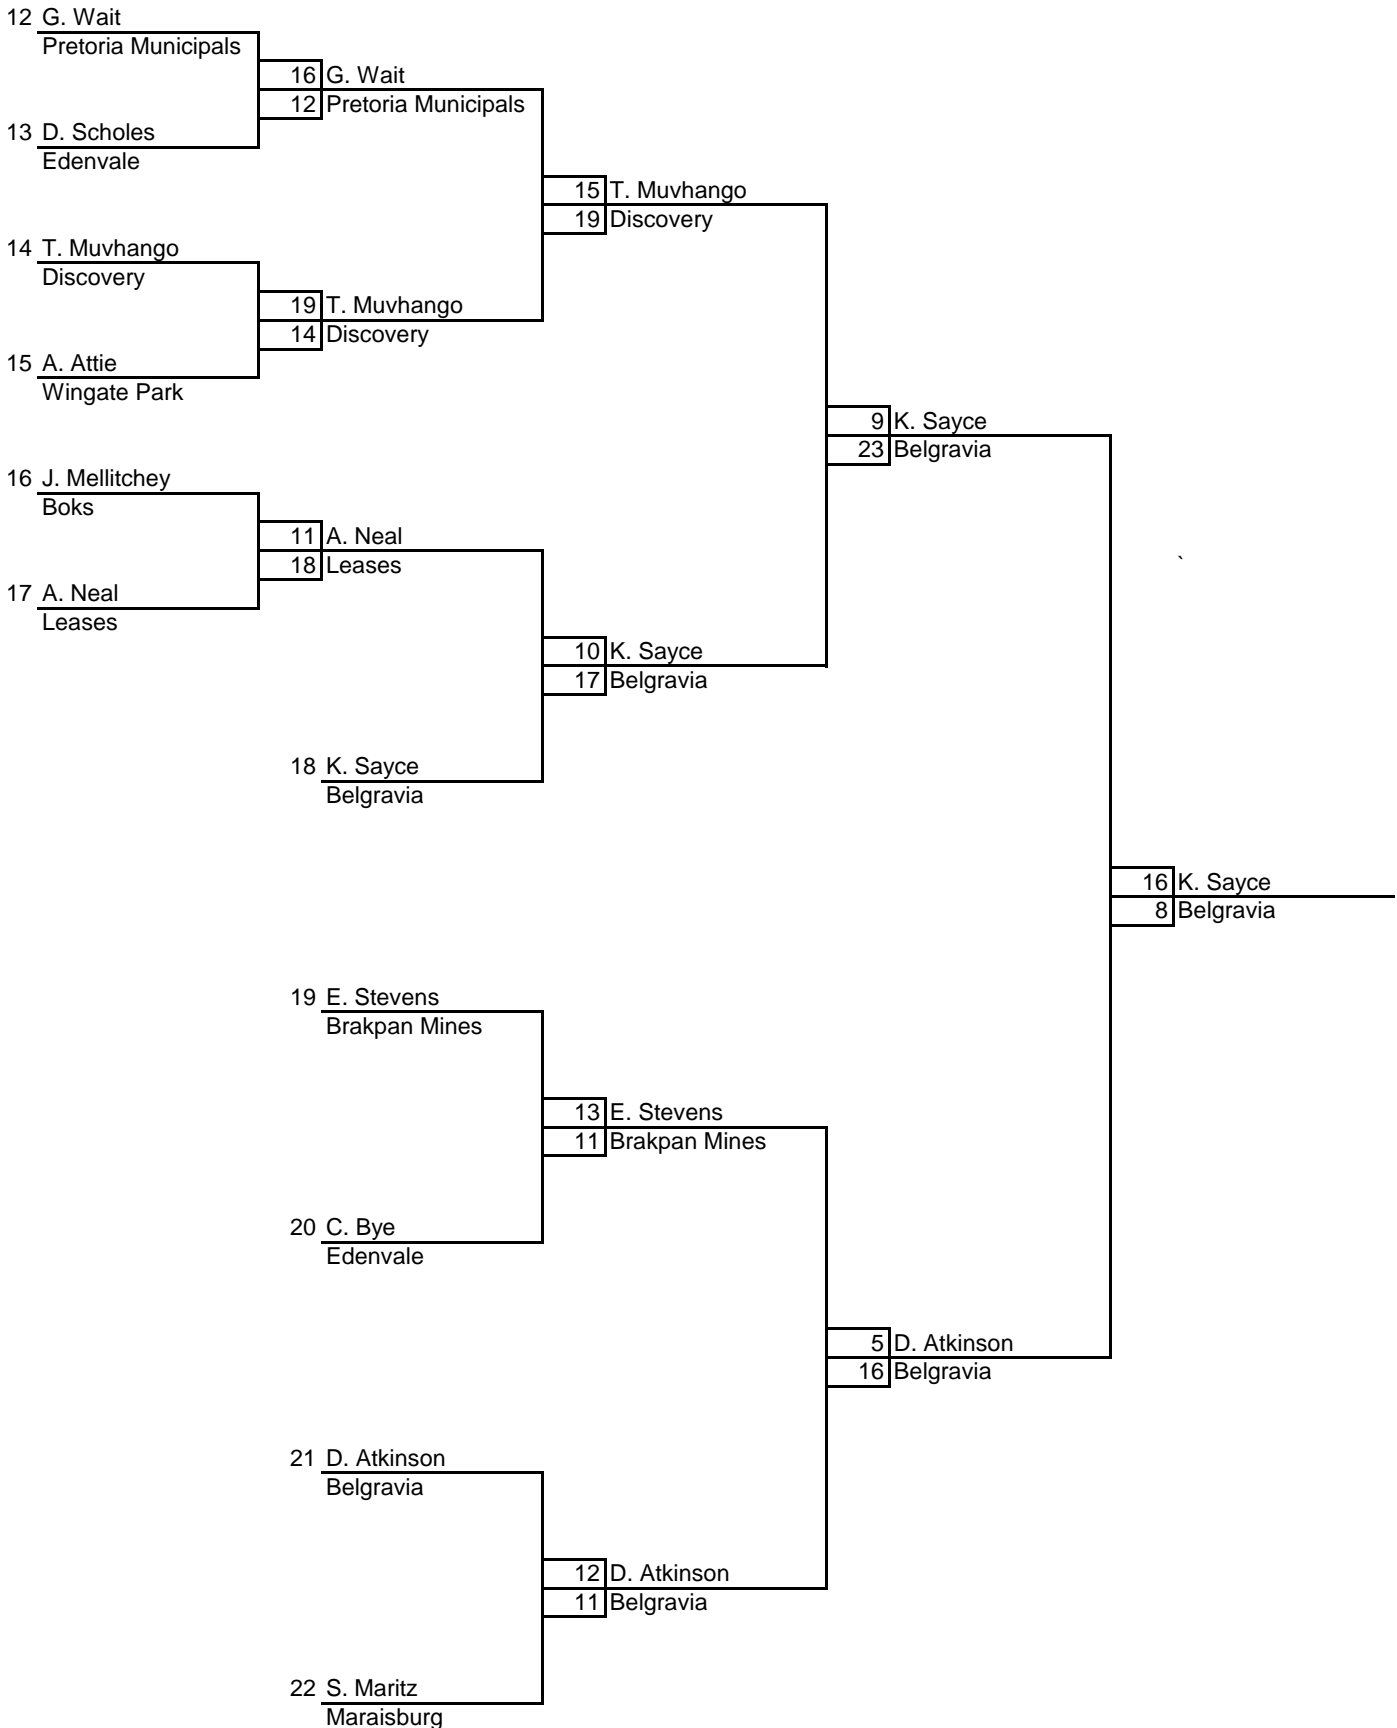 12 G. Wait
Pretoria Municipals
16 G. Wait
12 Pretoria Municipals
13 D. Scholes
Edenvale
15 T. Muvhango
19 Discovery
14 T. Muvhango
Discovery
19 T. Muvhango
14 Discovery
15 A. Attie
Wingate Park
9 K. Sayce
23 Belgravia
16 J. Mellitchey
Boks
11 A. Neal
18 Leases
`
17 A. Neal
Leases
10 K. Sayce
17 Belgravia
18 K. Sayce
Belgravia
16 K. Sayce
8 Belgravia
19 E. Stevens
Brakpan Mines
13 E. Stevens
11 Brakpan Mines
20 C. Bye
Edenvale
5 D. Atkinson
16 Belgravia
21 D. Atkinson
Belgravia
12 D. Atkinson
11 Belgravia
22 S. Maritz
Maraisburg